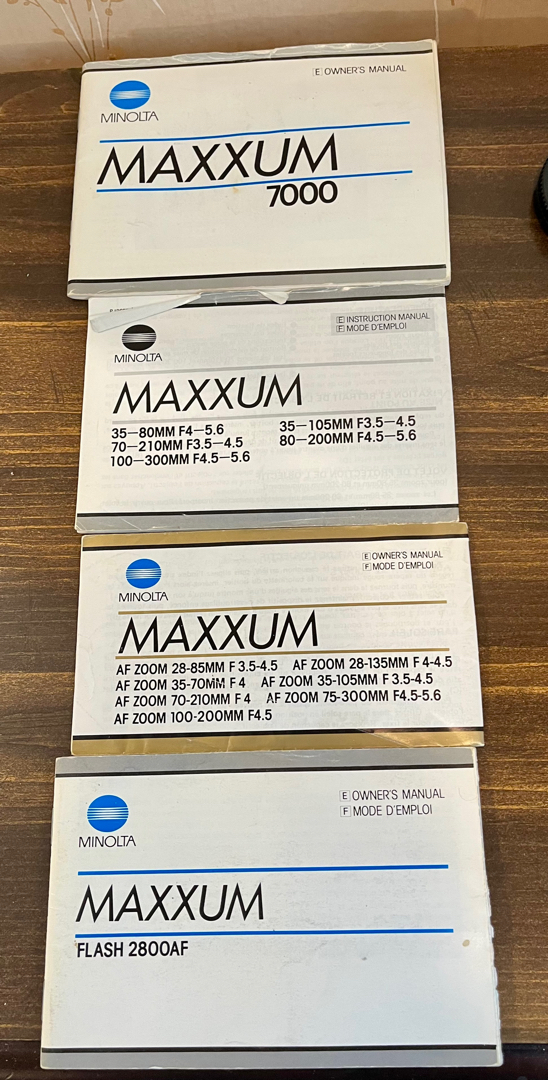 E OWNER'S MANUAL
MINOLTA
MAXXUM
7000
E INSTRUCTION MANUAL
F MODE D'EMPLOI
MINOLTA
MAXXUM
35—80MM F4—5.6 35—105MM F3.5—4.5
70—210MM F3.5—4.5 80—200MM F4.5—5.6
100—300MM F4.5—5.6
E OWNER'S MANUAL
F MODE D'EMPLOI
MINOLTA
MAXXUM
AF ZOOM 28-85MM F 3.5-4.5 AF ZOOM 28-135MM F 4-4.5
AF ZOOM 35-70MM F 4 AF ZOOM 35-105MM F 3.5-4.5
AF ZOOM 70-210MM F 4 AF ZOOM 75-300MM F4.5-5.6
AF ZOOM 100-200MM F4.5
E OWNER'S MANUAL
F MODE D'EMPLOI
MINOLTA
MAXXUM
FLASH 2800AF